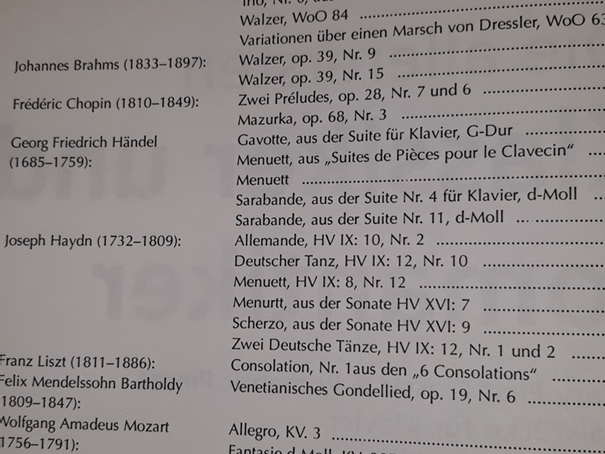 Trio, Nr. 6, aus
Walzer, WoO 84
Variationen über einen Marsch von Dressler, WoO 63
Johannes Brahms (1833–1897): Walzer, op. 39, Nr. 9
Walzer, op. 39, Nr. 15
Frédéric Chopin (1810–1849): Zwei Préludes, op. 28, Nr. 7 und 6
Mazurka, op. 68, Nr. 3
Georg Friedrich Händel Gavotte, aus der Suite für Klavier, G-Dur
(1685–1759): Menuett, aus „Suites de Pièces pour le Clavecin“
Menuett
Sarabande, aus der Suite Nr. 4 für Klavier, d-Moll
Sarabande, aus der Suite Nr. 11, d-Moll
Joseph Haydn (1732–1809): Allemande, HV IX: 10, Nr. 2
Deutscher Tanz, HV IX: 12, Nr. 10
Menuett, HV IX: 8, Nr. 12
Menurtt, aus der Sonate HV XVI: 7
Scherzo, aus der Sonate HV XVI: 9
Zwei Deutsche Tänze, HV IX: 12, Nr. 1 und 2
Franz Liszt (1811–1886): Consolation, Nr. 1aus den „6 Consolations“
Felix Mendelssohn Bartholdy Venetianisches Gondellied, op. 19, Nr. 6
(1809–1847):
Wolfgang Amadeus Mozart Allegro, KV. 3
(1756–1791): Fantasie d-Moll